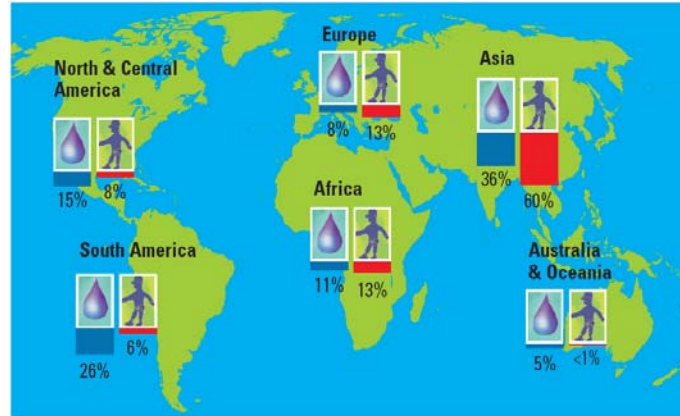 Europe
8%
13%
North & Central
America
15%
8%
Asia
36%
60%
Africa
11%
13%
South America
26%
6%
Australia
& Oceania
5%
<1%